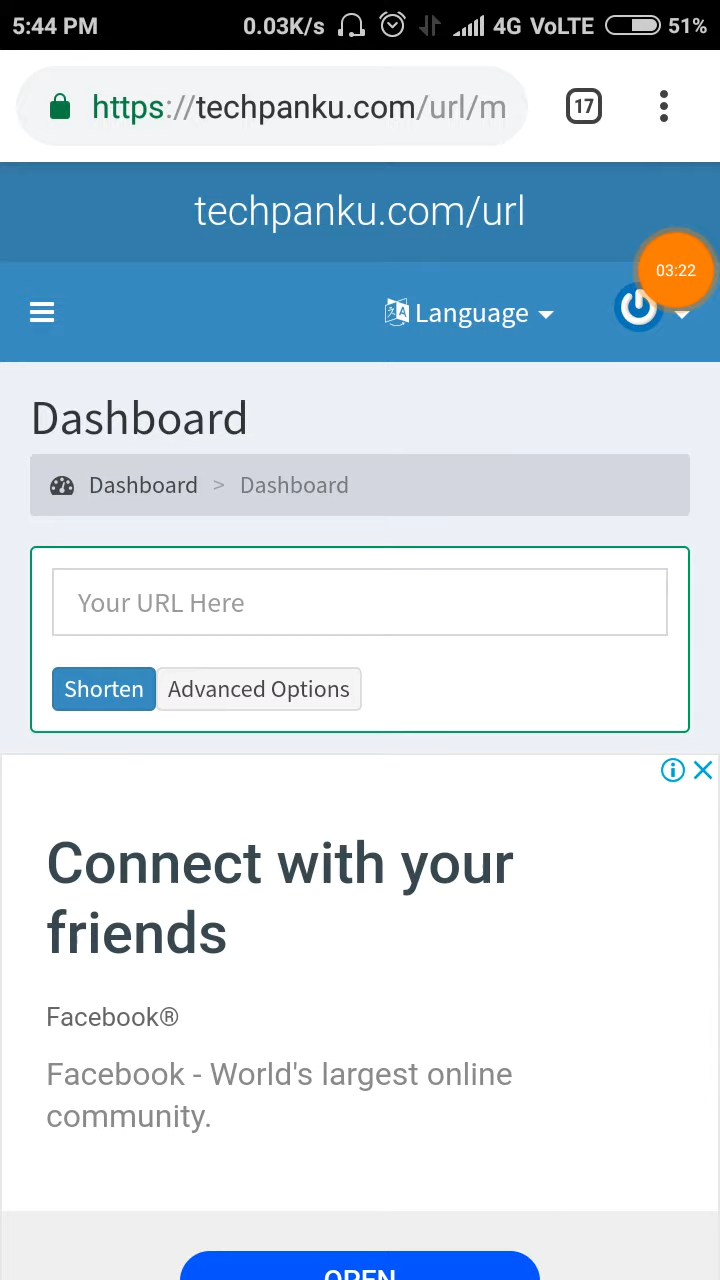 5:44 PM 0.03K/s 4G VoLTE 51%
https://techpanku.com/url/m 17
techpanku.com/url
03:22
Language
Dashboard
Dashboard > Dashboard
Your URL Here
Shorten Advanced Options
Connect with your
friends
Facebook®
Facebook - World's largest online
community.
OPEN